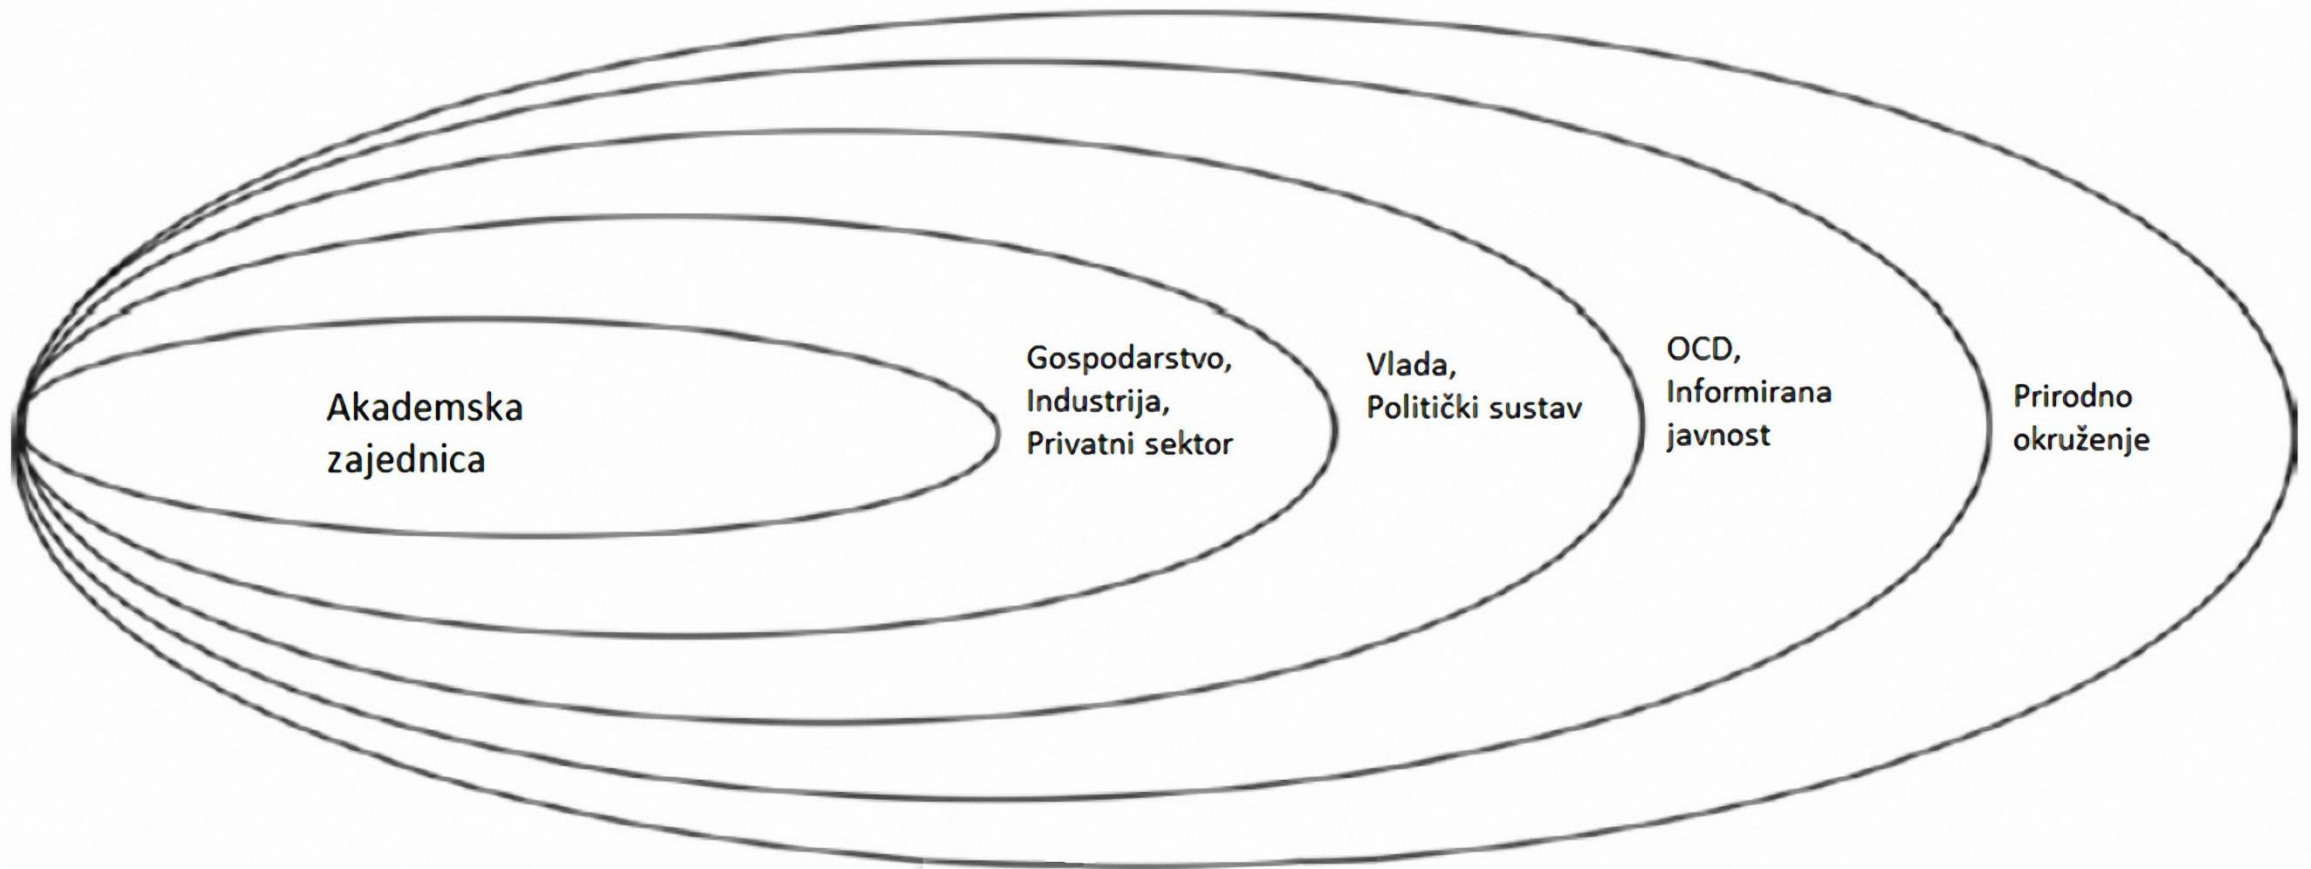 Akademska
zajednica
Gospodarstvo,
Industrija,
Privatni sektor
Vlada,
Politički sustav
OCD,
Informirana
javnost
Prirodno
okruženje